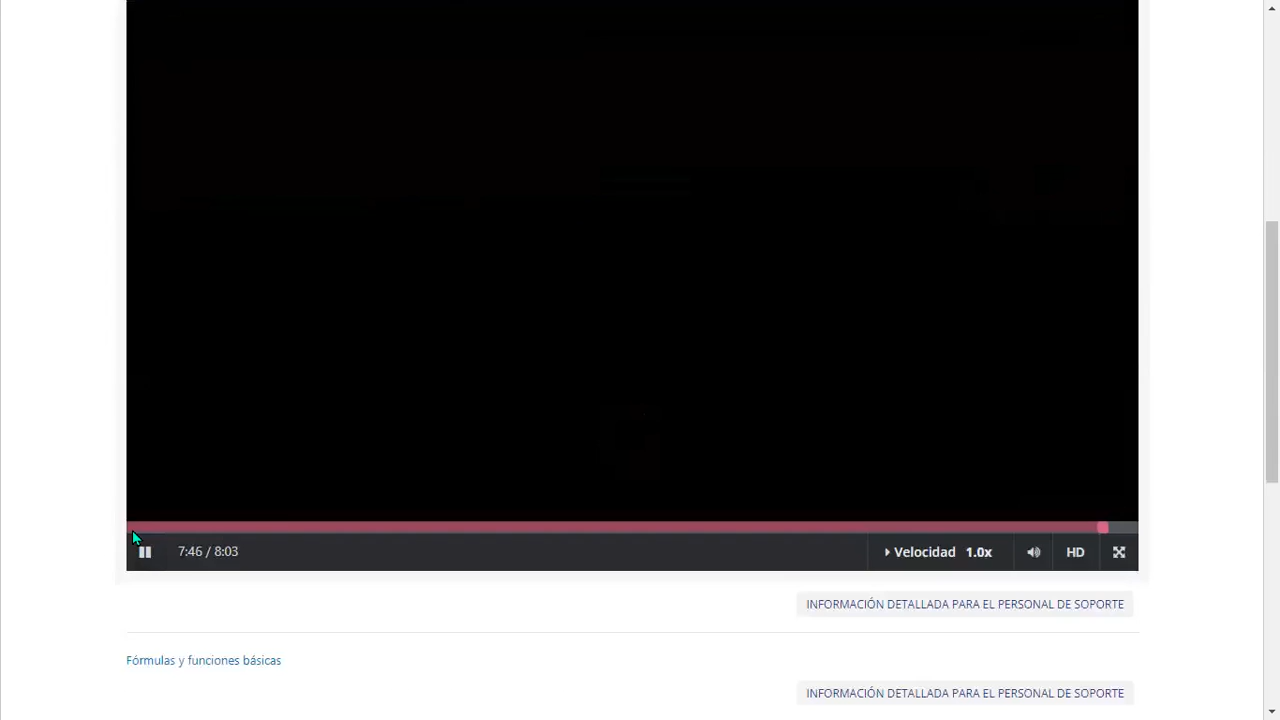 7:46 / 8:03
Velocidad 1.0x
HD
INFORMACIÓN DETALLADA PARA EL PERSONAL DE SOPORTE
Fórmulas y funciones básicas
INFORMACIÓN DETALLADA PARA EL PERSONAL DE SOPORTE